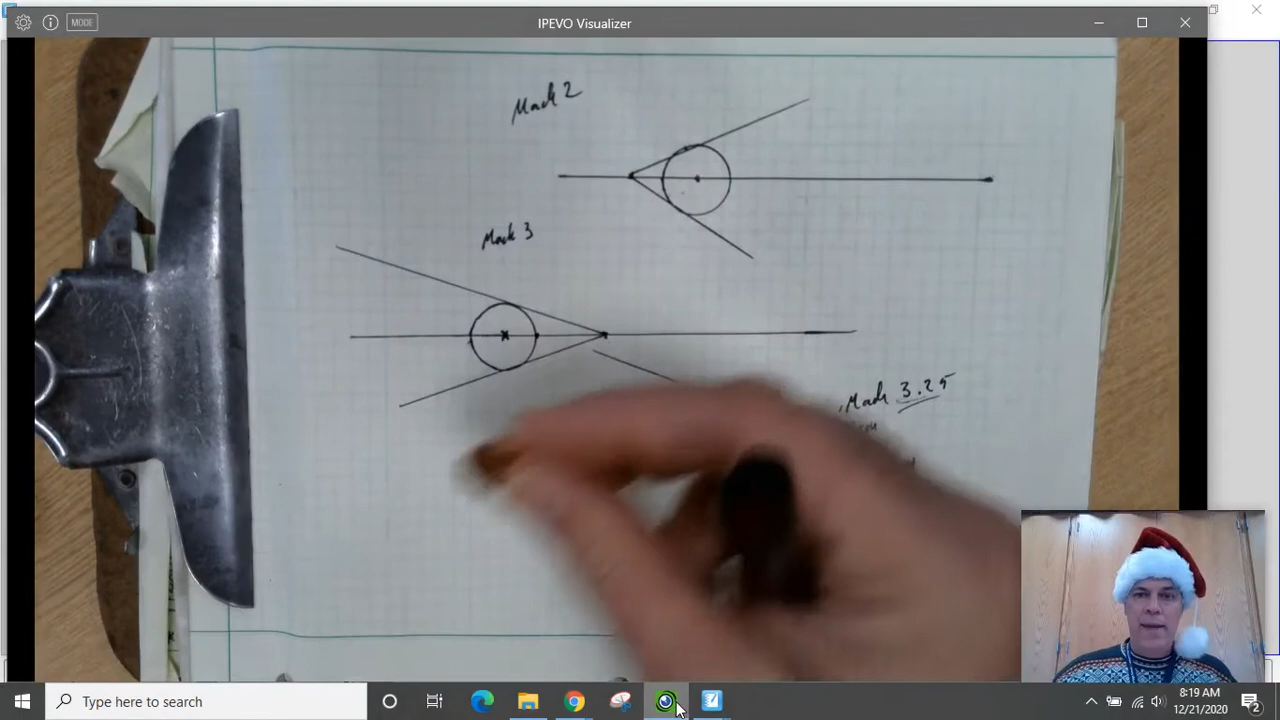 MODE
IPEVO Visualizer
Mach 2
Mach 3
Mach 3.25
Type here to search
8:19 AM
12/21/2020
2